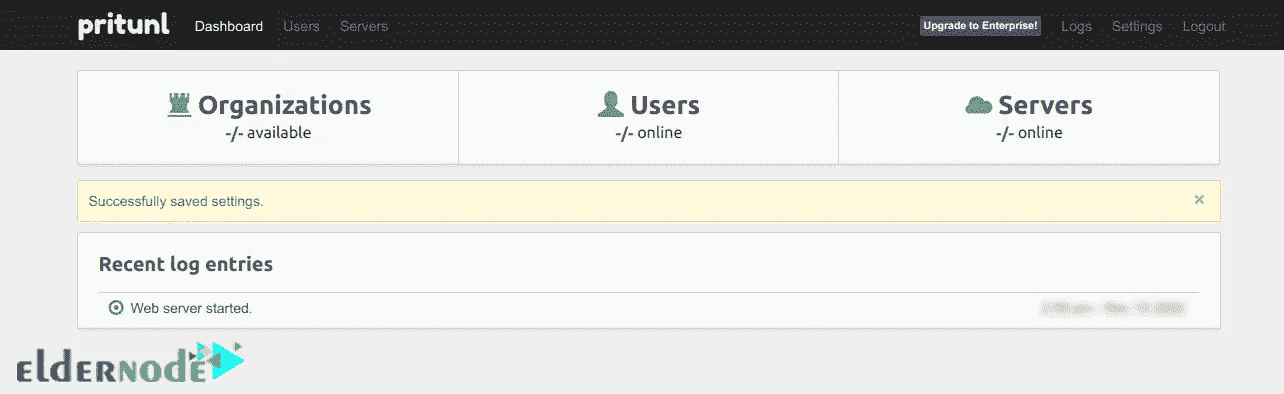 pritunl Dashboard Users Servers Upgrade to Enterprise! Logs Settings Logout
Organizations Users Servers
-/- available -/- online -/- online
Successfully saved settings.
Recent log entries
Web server started.
ELDERNODE